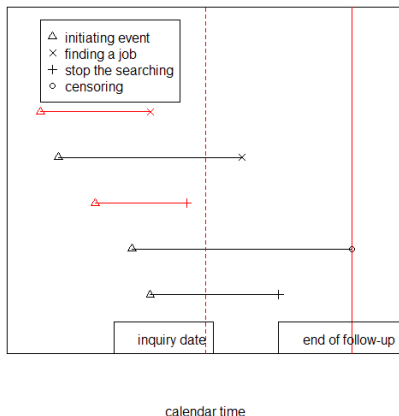 initiating event
finding a job
stop the searching
censoring
inquiry date
end of follow-up
calendar time